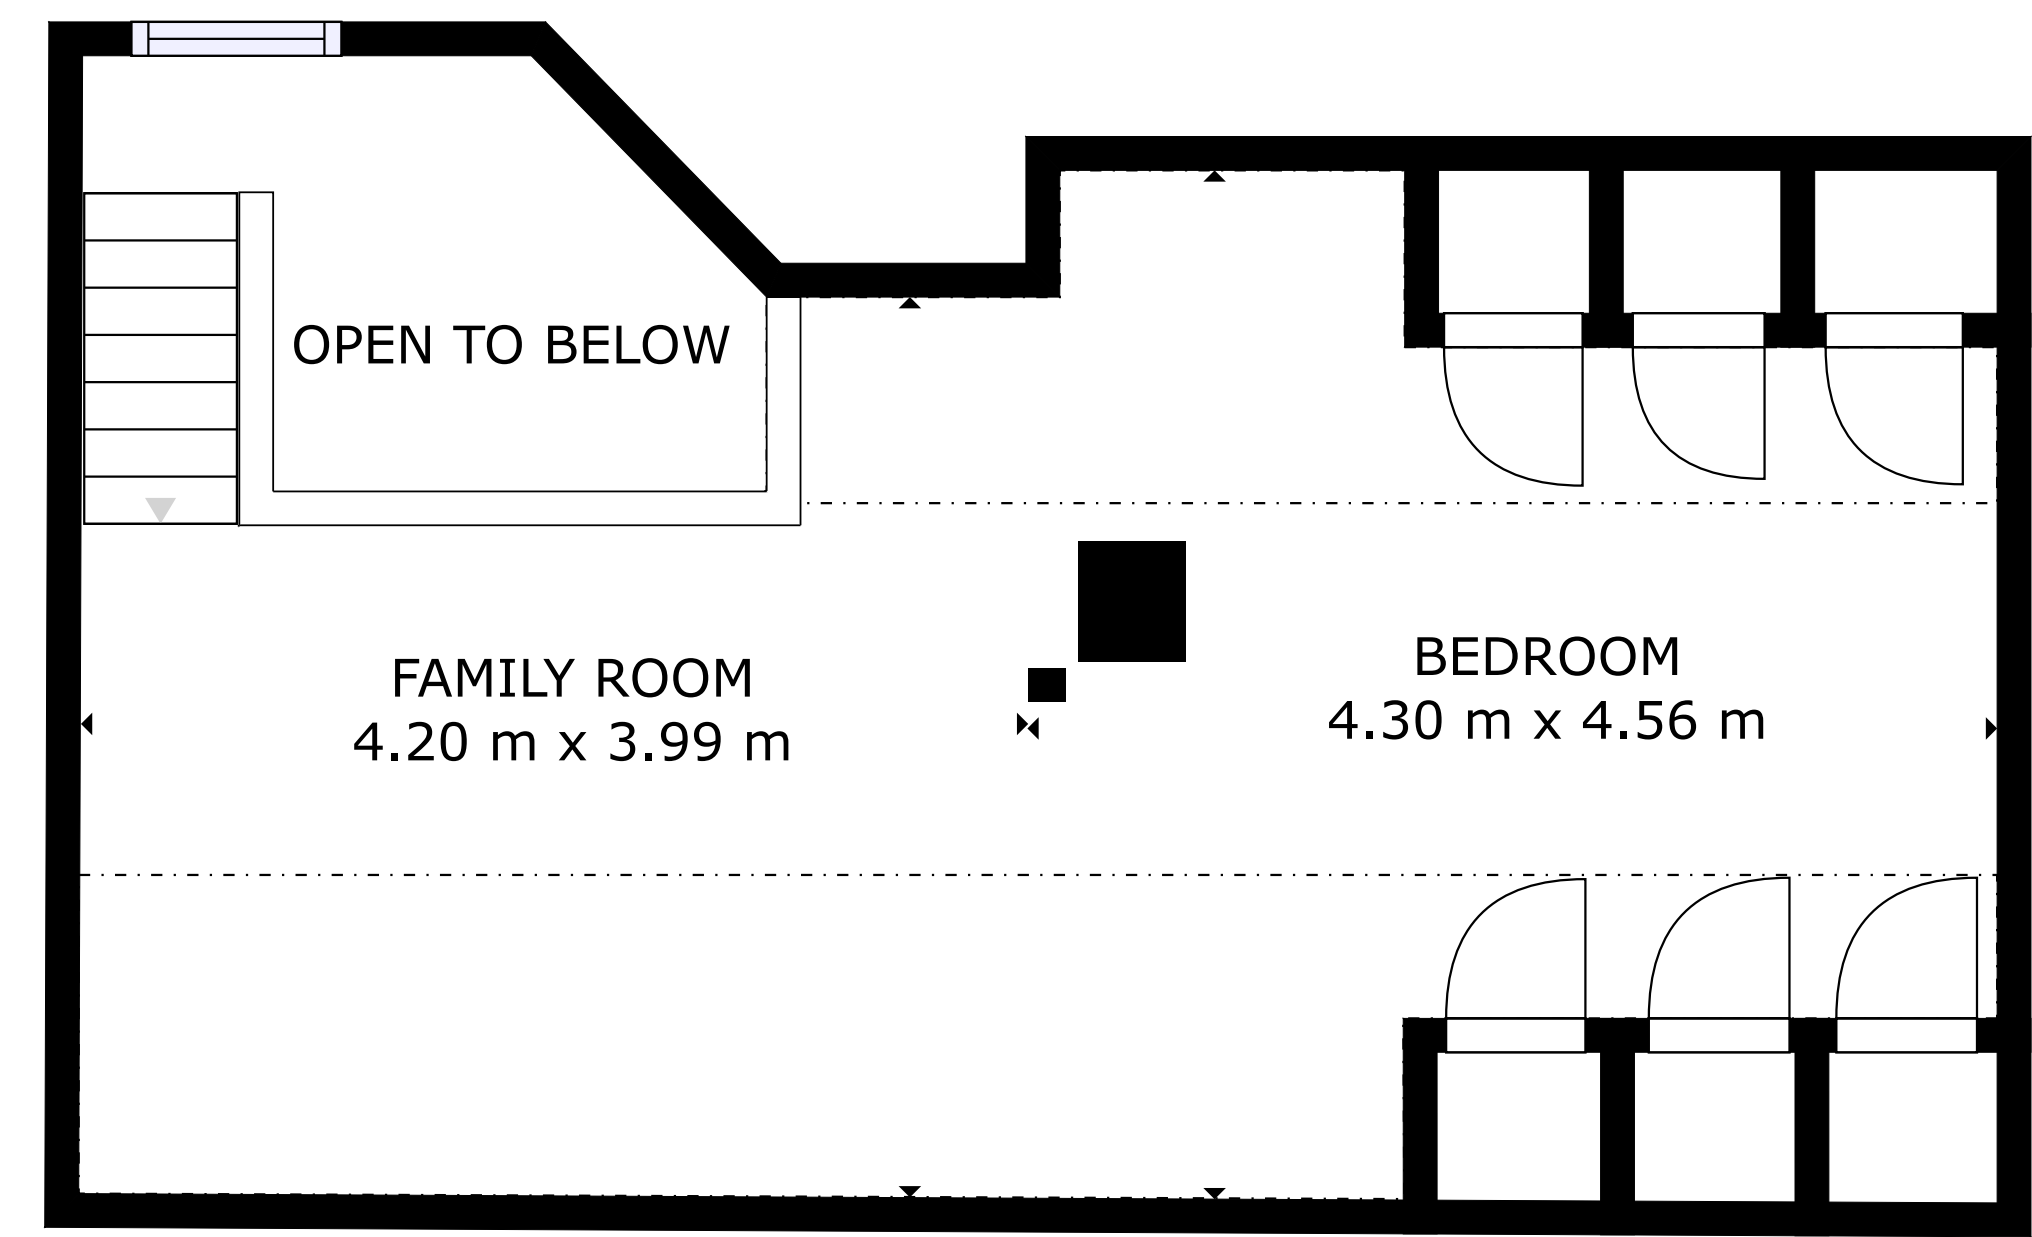 OPEN TO BELOW
FAMILY ROOM
4.20 m x 3.99 m
BEDROOM
4.30 m x 4.56 m